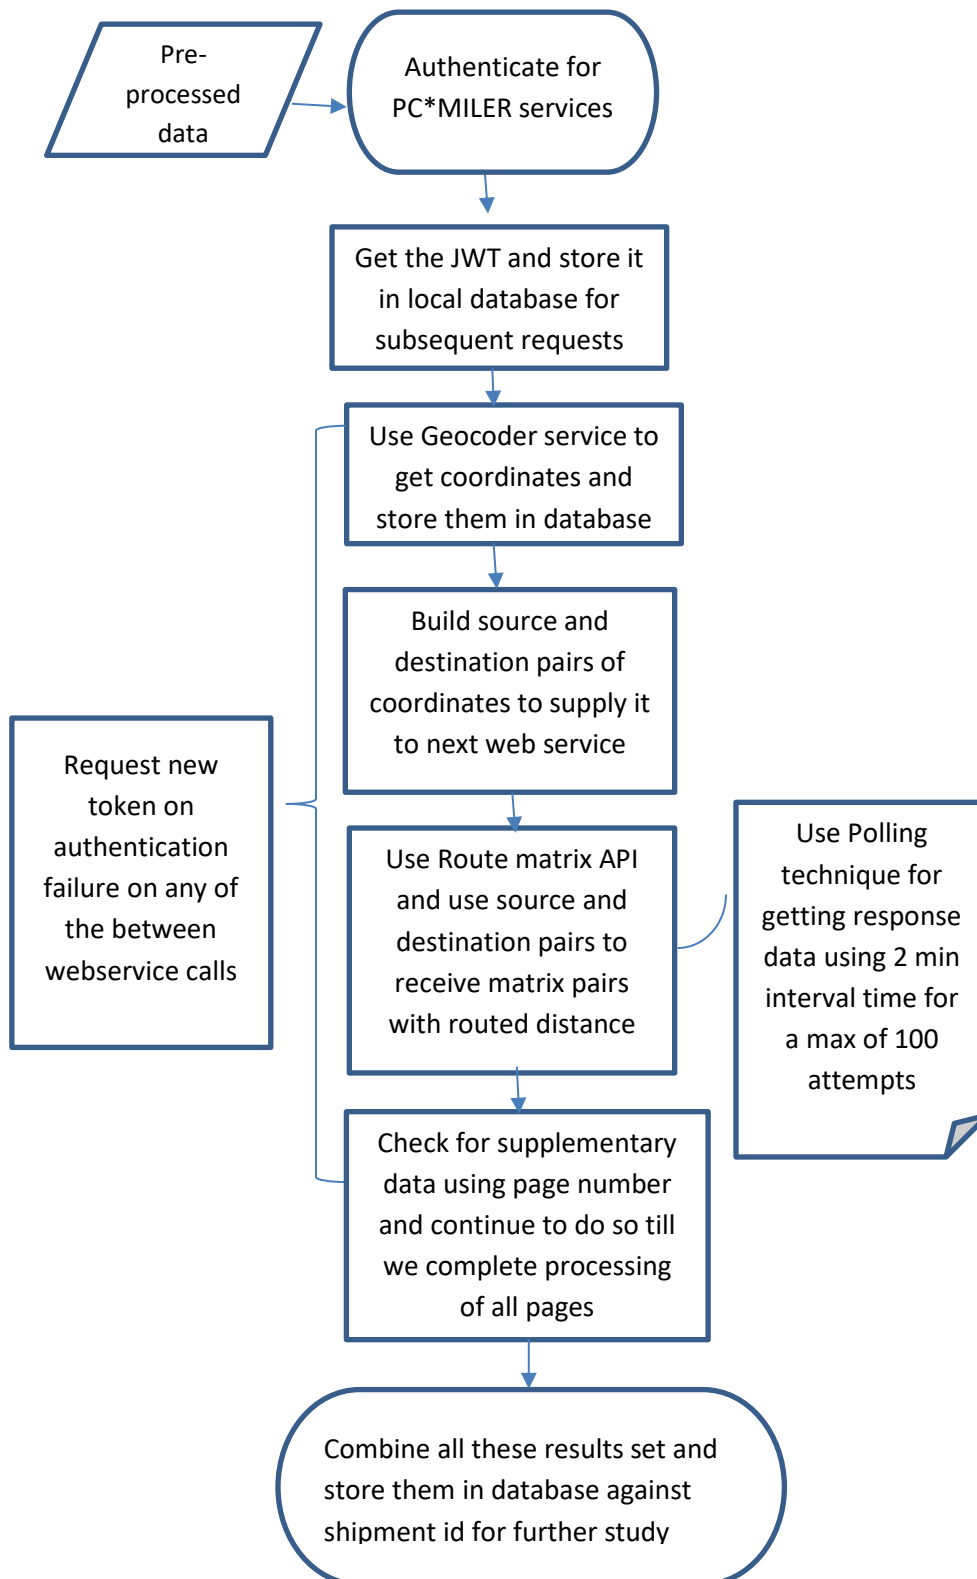 Pre-
processed
data
Authenticate for
PC*MILER services
Get the JWT and store it
in local database for
subsequent requests
Use Geocoder service to
get coordinates and
store them in database
Build source and
destination pairs of
coordinates to supply it
to next web service
Request new
token on
authentication
failure on any of
the between
webservice calls
Use Route matrix API
and use source and
destination pairs to
receive matrix pairs
with routed distance
Use Polling
technique for
getting response
data using 2 min
interval time for
a max of 100
attempts
Check for supplementary
data using page number
and continue to do so till
we complete processing
of all pages
Combine all these results set and
store them in database against
shipment id for further study